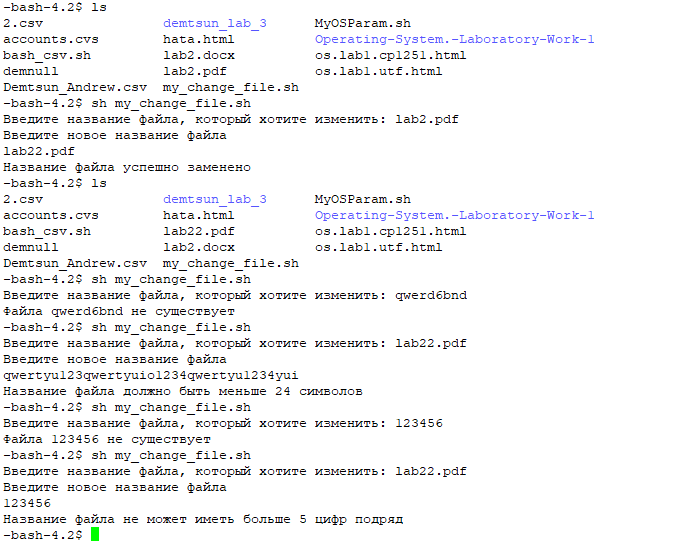 -bash-4.2$ ls
2.csv demtsun_lab_3 MyOSParam.sh
accounts.cvs hata.html Operating-System.-Laboratory-Work-1
bash_csv.sh lab2.docx os.lab1.cp1251.html
demnull lab2.pdf os.lab1.utf.html
Demtsun_Andrew.csv my_change_file.sh
-bash-4.2$ sh my_change_file.sh
Введите название файла, который хотите изменить: lab2.pdf
Введите новое название файла
lab22.pdf
Название файла успешно заменено
-bash-4.2$ ls
2.csv demtsun_lab_3 MyOSParam.sh
accounts.cvs hata.html Operating-System.-Laboratory-Work-1
bash_csv.sh lab22.pdf os.lab1.cp1251.html
demnull lab2.docx os.lab1.utf.html
Demtsun_Andrew.csv my_change_file.sh
-bash-4.2$ sh my_change_file.sh
Введите название файла, который хотите изменить: qwerd6bnd
Файла qwerd6bnd не существует
-bash-4.2$ sh my_change_file.sh
Введите название файла, который хотите изменить: lab22.pdf
Введите новое название файла
qwertyu123qwertyuio1234qwertyu1234yui
Название файла должно быть меньше 24 символов
-bash-4.2$ sh my_change_file.sh
Введите название файла, который хотите изменить: 123456
Файла 123456 не существует
-bash-4.2$ sh my_change_file.sh
Введите название файла, который хотите изменить: lab22.pdf
Введите новое название файла
123456
Название файла не может иметь больше 5 цифр подряд
-bash-4.2$